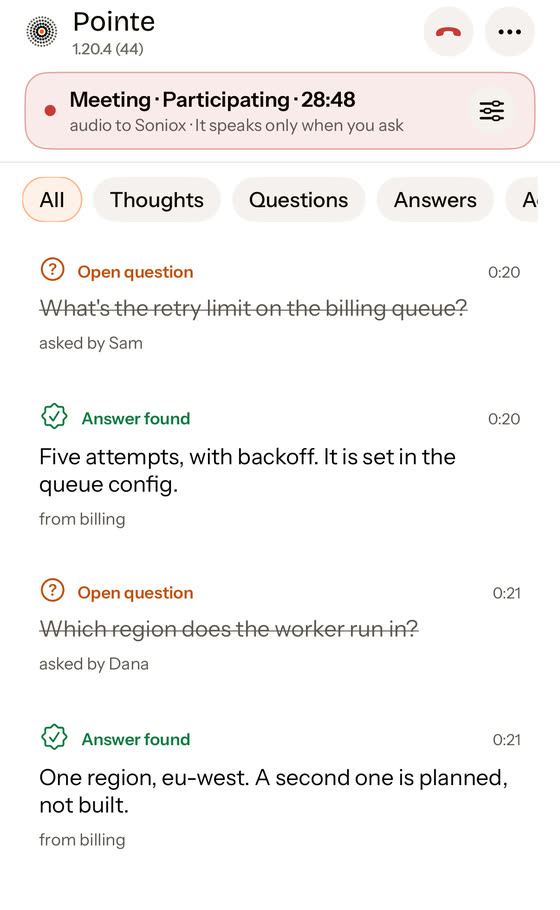 Pointe
1.20.4 (44)
Meeting · Participating · 28:48
audio to Soniox · It speaks only when you ask
All
Thoughts
Questions
Answers
Open question
0:20
What's the retry limit on the billing queue?
asked by Sam
Answer found
0:20
Five attempts, with backoff. It is set in the
queue config.
from billing
Open question
0:21
Which region does the worker run in?
asked by Dana
Answer found
0:21
One region, eu-west. A second one is planned,
not built.
from billing